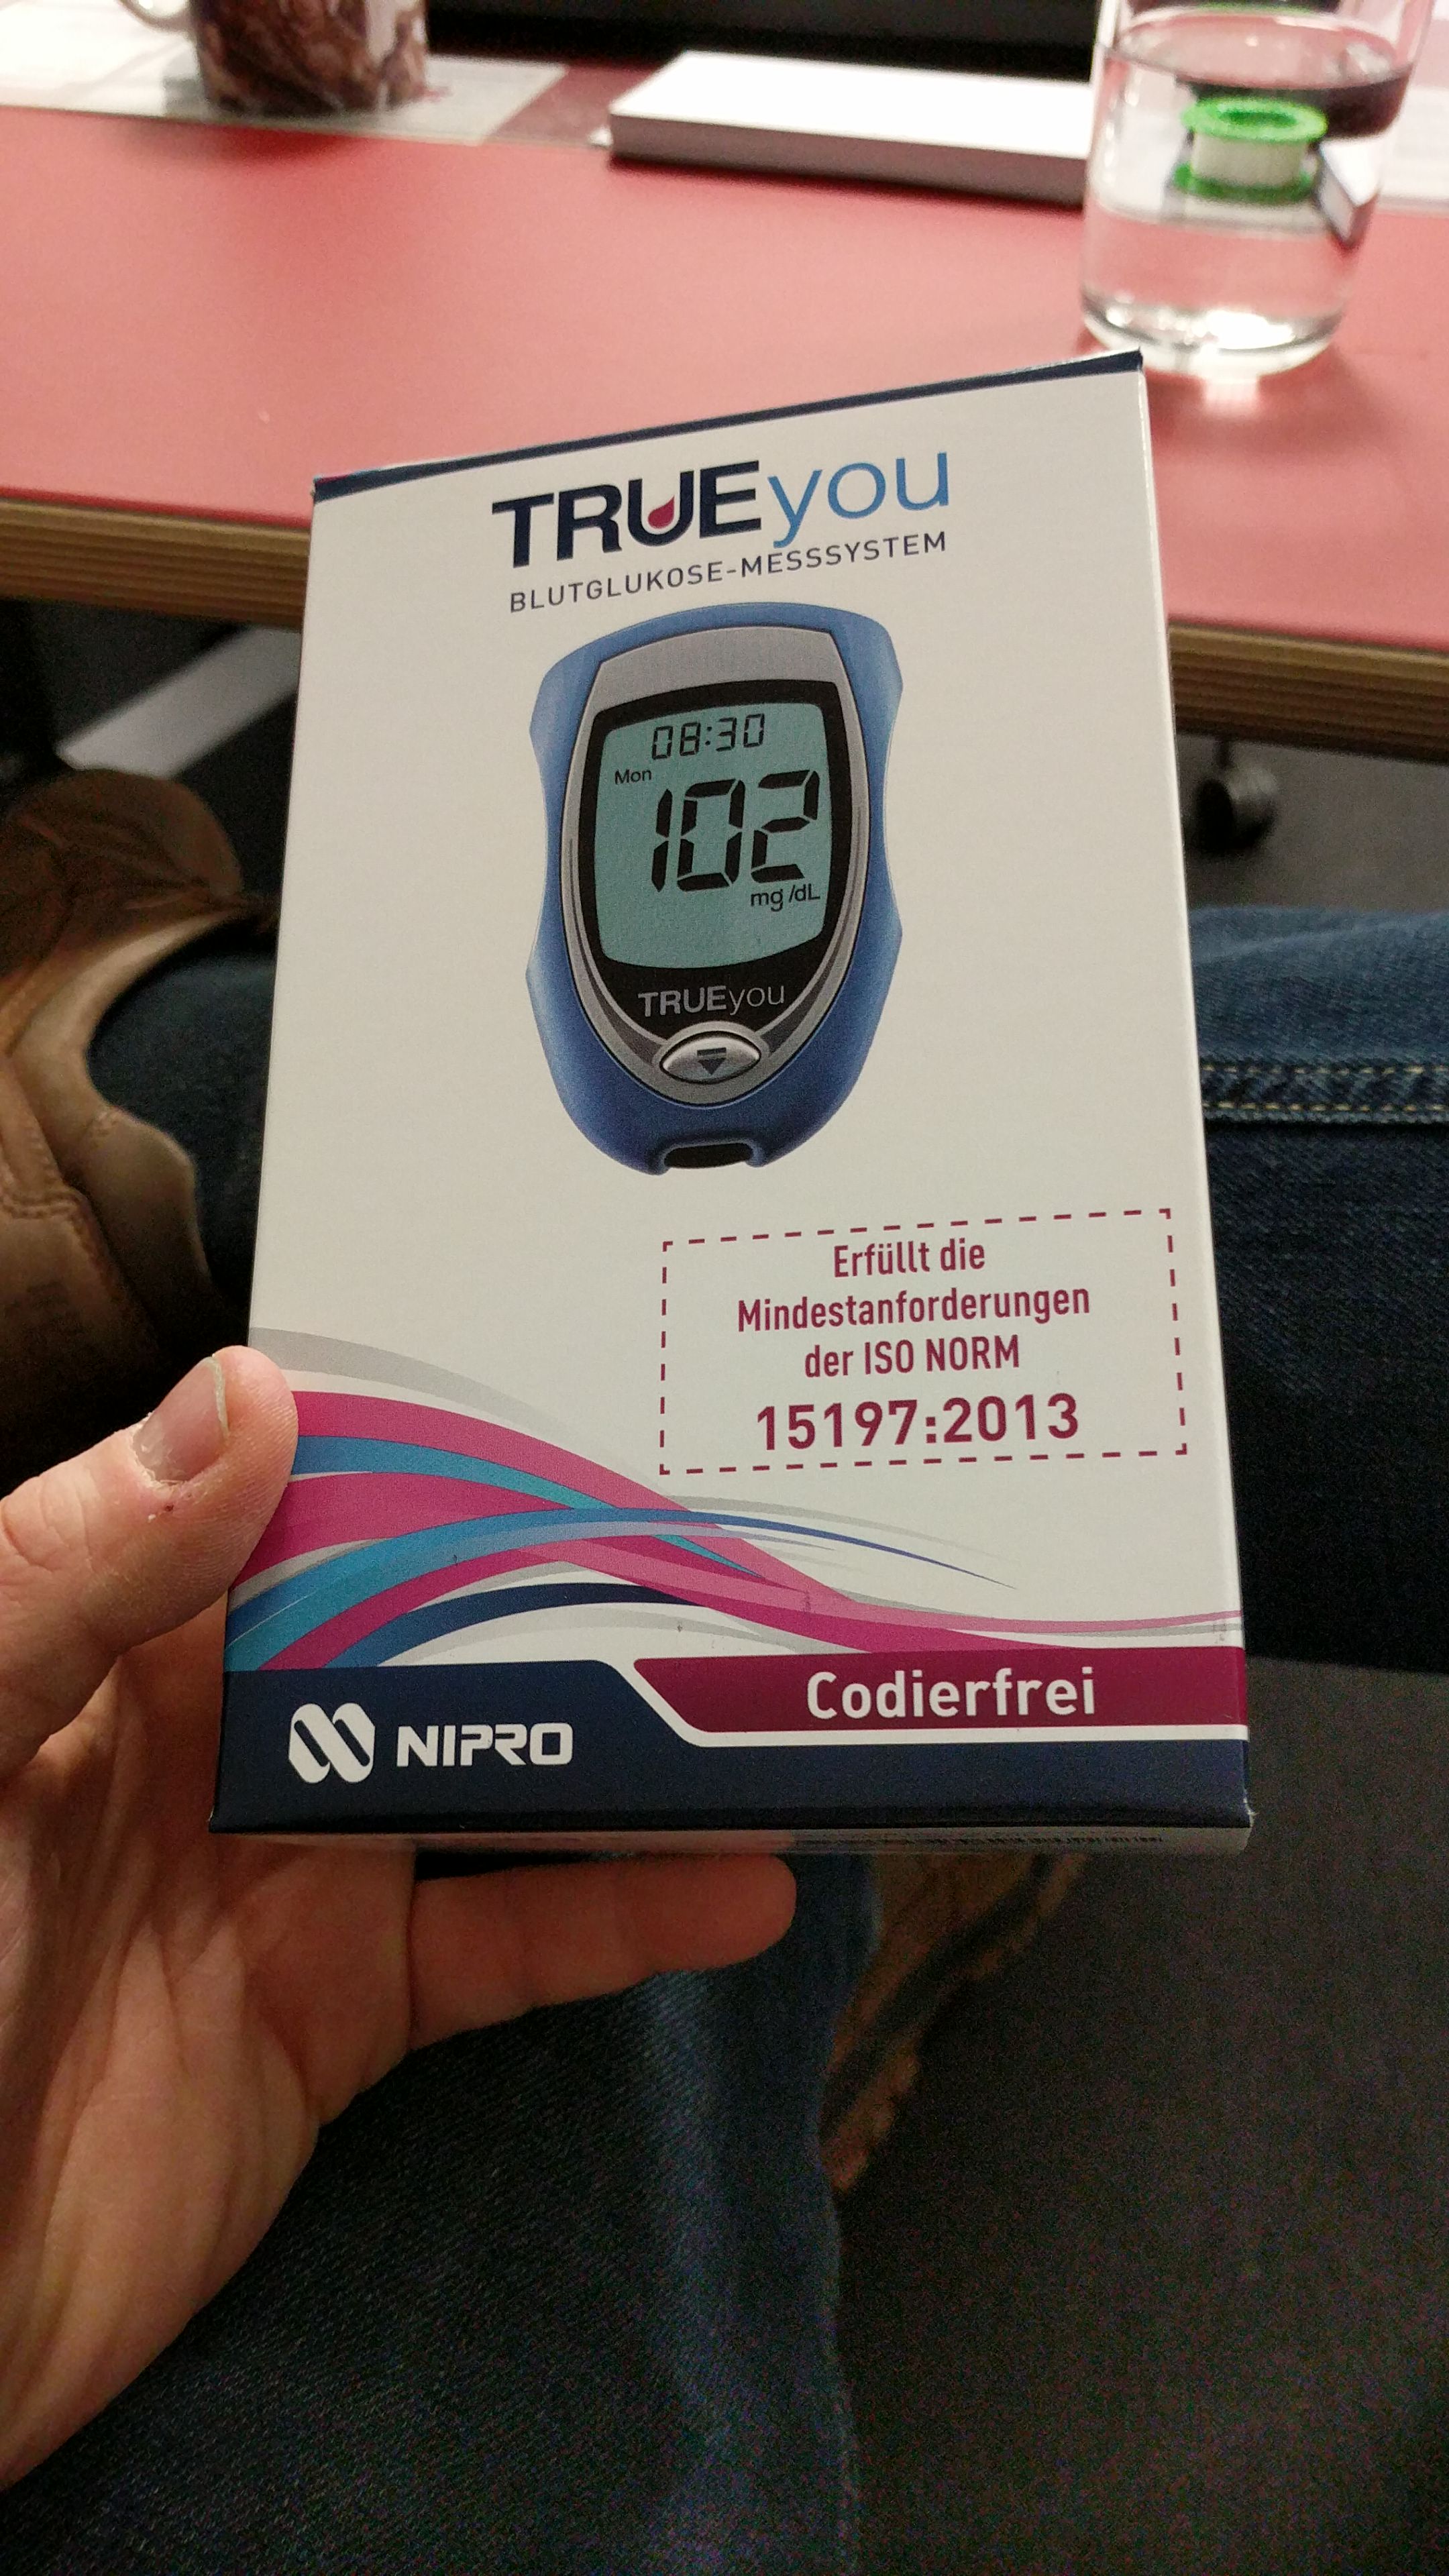 TRUEyou
BLUTGLUKOSE-MESSSYSTEM
08:30
Mon
102
mg/dL
TRUEyou
Erfüllt die
Mindestanforderungen
der ISO NORM
15197:2013
Codierfrei
NIPRO